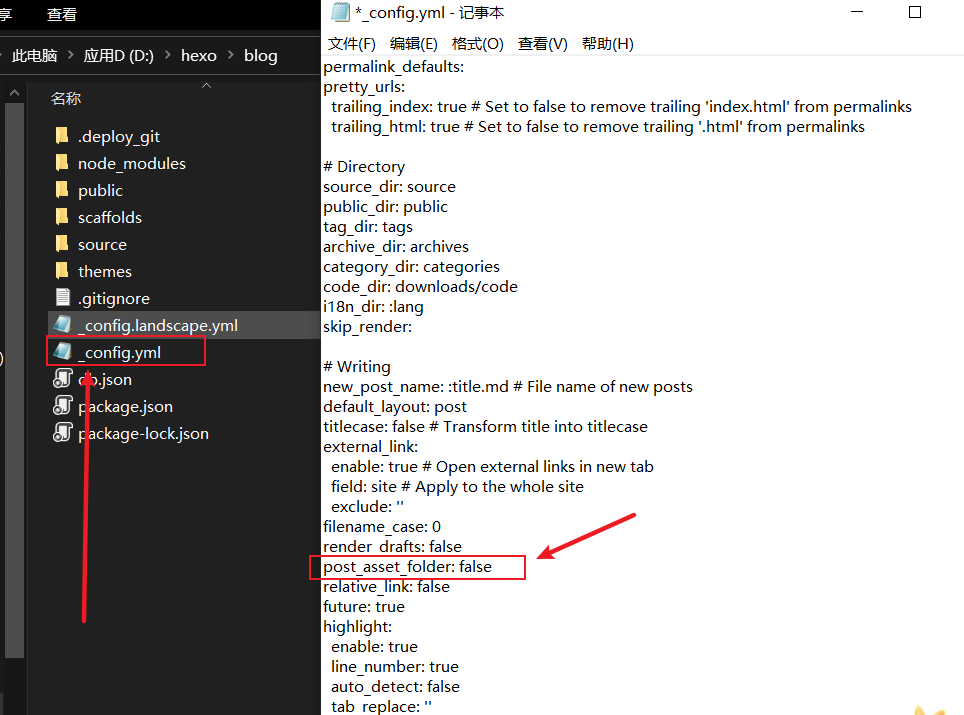 享 查看
此电脑 > 应用D (D:) > hexo > blog
名称
.deploy_git
node_modules
public
scaffolds
source
themes
.gitignore
_config.landscape.yml
_config.yml
db.json
package.json
package-lock.json
*_config.yml - 记事本
文件(F) 编辑(E) 格式(O) 查看(V) 帮助(H)
permalink_defaults:
pretty_urls:
  trailing_index: true # Set to false to remove trailing 'index.html' from permalinks
  trailing_html: true # Set to false to remove trailing '.html' from permalinks
# Directory
source_dir: source
public_dir: public
tag_dir: tags
archive_dir: archives
category_dir: categories
code_dir: downloads/code
i18n_dir: :lang
skip_render:
# Writing
new_post_name: :title.md # File name of new posts
default_layout: post
titlecase: false # Transform title into titlecase
external_link:
  enable: true # Open external links in new tab
  field: site # Apply to the whole site
  exclude: ''
filename_case: 0
render_drafts: false
post_asset_folder: false
relative_link: false
future: true
highlight:
  enable: true
  line_number: true
  auto_detect: false
  tab_replace: ''